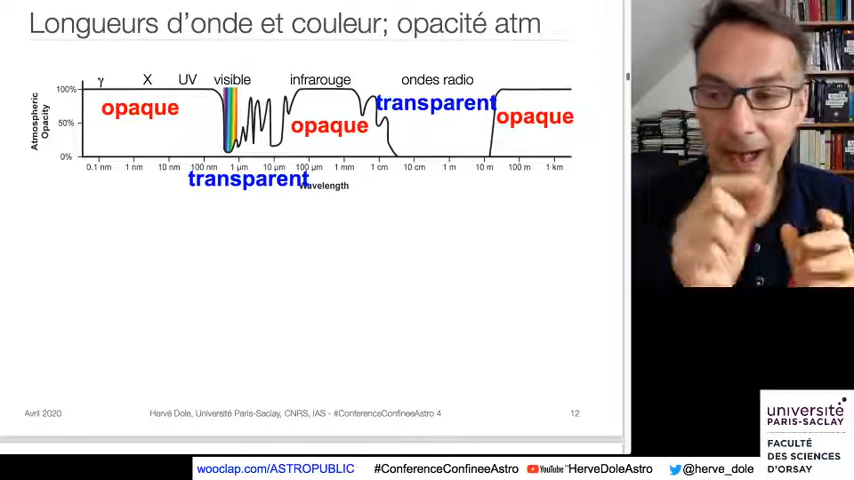 Longueurs d'onde et couleur; opacité atm
γ X UV visible infrarouge ondes radio
Atmospheric
Opacity
100%
50%
0%
opaque
transparent
opaque
transparent
opaque
0.1 nm 1 nm 10 nm 100 nm 1 μm 10 μm 100 μm 1 mm 1 cm 10 cm 1 m 10 m 100 m 1 km
Wavelength
Avril 2020 Hervé Dole, Université Paris-Saclay, CNRS, IAS - #ConferenceConfineeAstro 4 12
université
PARIS-SACLAY
FACULTÉ
DES SCIENCES
D'ORSAY
wooclap.com/ASTROPUBLIC #ConferenceConfineeAstro YouTube HerveDoleAstro @herve_dole